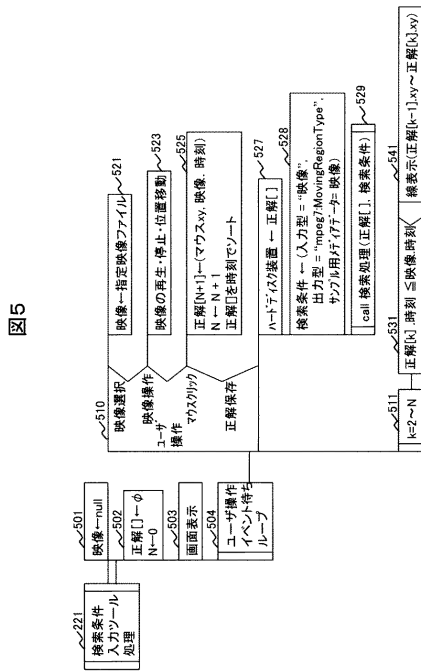 図5
221
検索条件
入力ツール
処理
501
映像←null
502
正解[]←φ
N←0
503
画面表示
504
ユーザ操作
イベント待ち
ループ
510
ユーザ
操作
映像選択
映像←指定映像ファイル
521
映像操作
映像の再生・停止・位置移動
523
マウスクリック
正解[N+1]←(マウスxy, 映像. 時刻)
N ← N + 1
正解[]を時刻でソート
525
正解保存
ハードディスク装置 ← 正解[]
527
検索条件 ← (入力型 = “映像”,
出力型 = “mpeg7:MovingRegionType”,
サンプル用メディアデータ= 映像)
528
call 検索処理(正解[], 検索条件)
529
511
k=2~N
531
正解[k] .時刻 ≦映像.時刻
541
線表示(正解[k-1].xy~正解[k].xy)